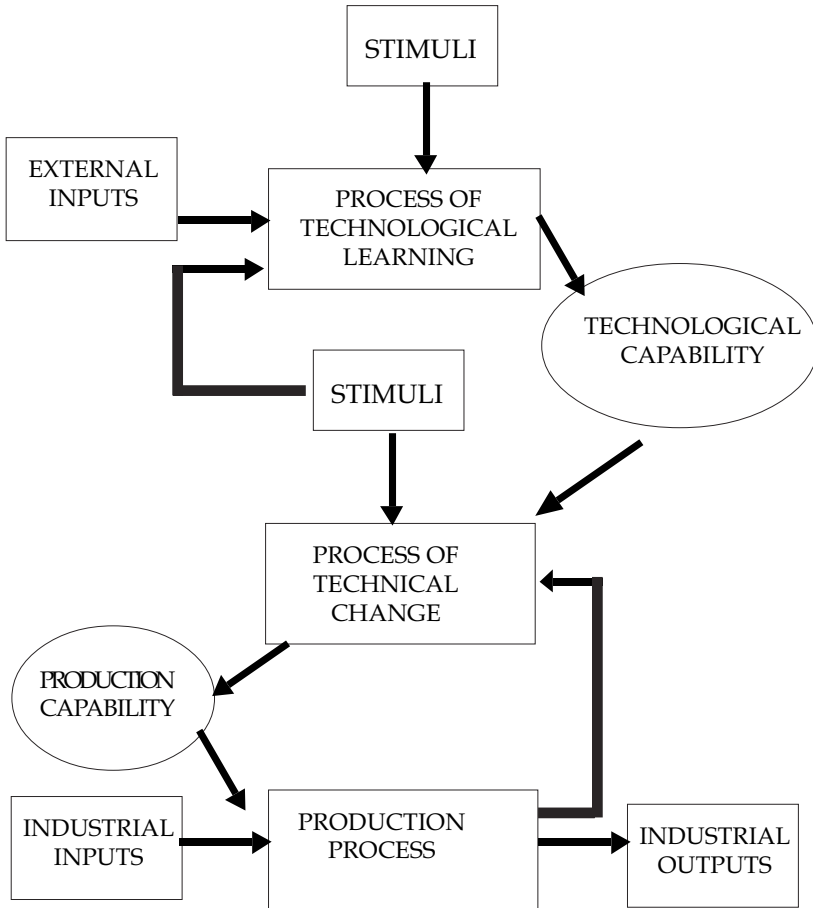 STIMULI
EXTERNAL
INPUTS
PROCESS OF
TECHNOLOGICAL
LEARNING
TECHNOLOGICAL
CAPABILITY
STIMULI
PROCESS OF
TECHNICAL
CHANGE
PRODUCTION
CAPABILITY
INDUSTRIAL
INPUTS
PRODUCTION
PROCESS
INDUSTRIAL
OUTPUTS